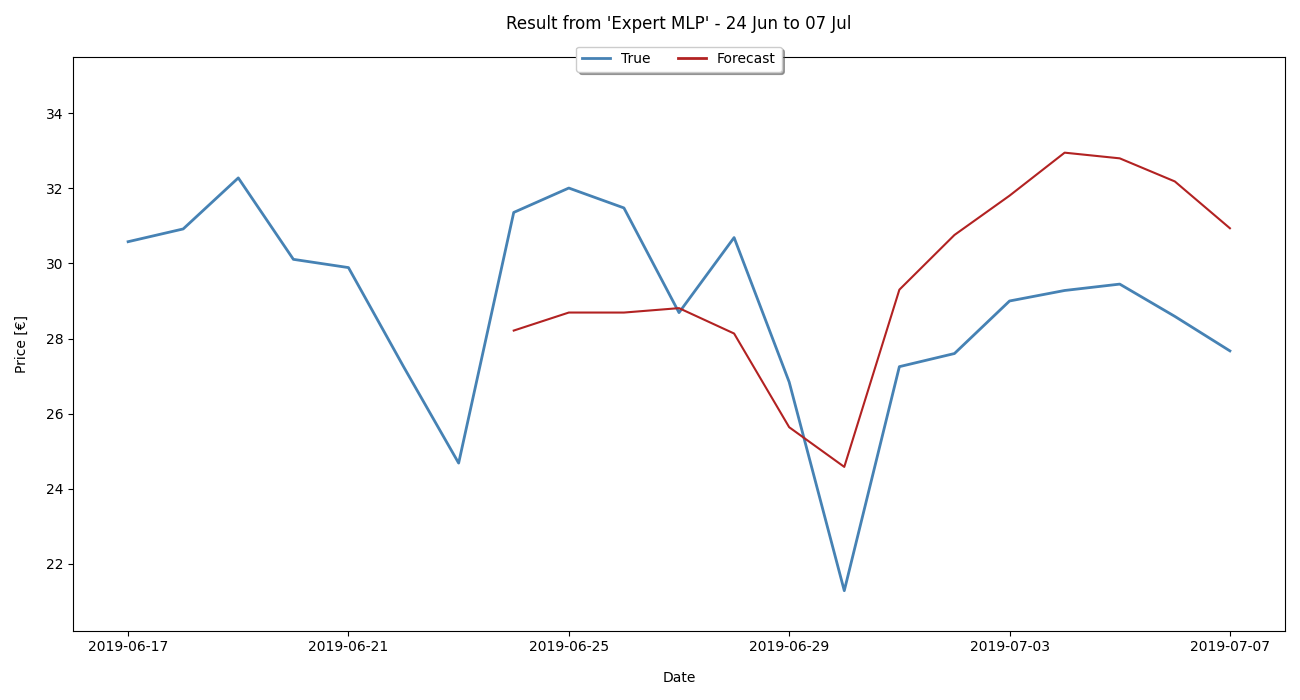 Result from 'Expert MLP' - 24 Jun to 07 Jul
True Forecast
34
32
30
28
26
24
22
Price [€]
2019-06-17 2019-06-21 2019-06-25 2019-06-29 2019-07-03 2019-07-07
Date